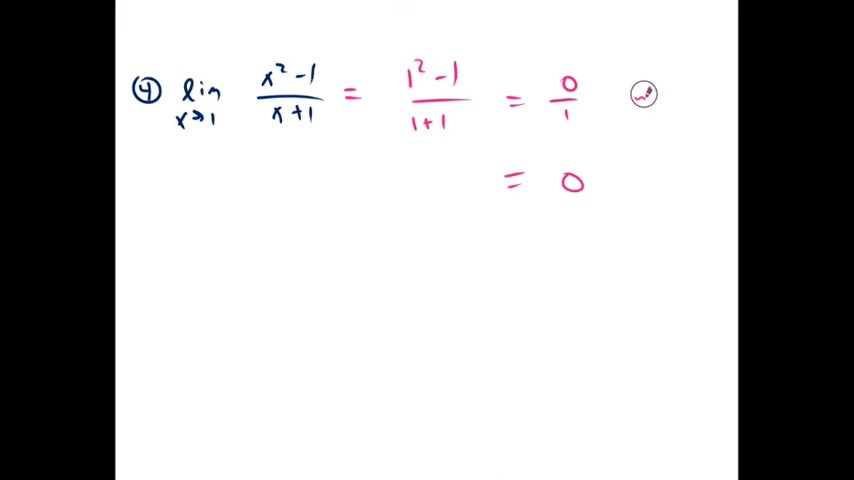 ④ lim x→1 (x² - 1)/(x + 1) = (1² - 1)/(1 + 1) = 0/1
= 0